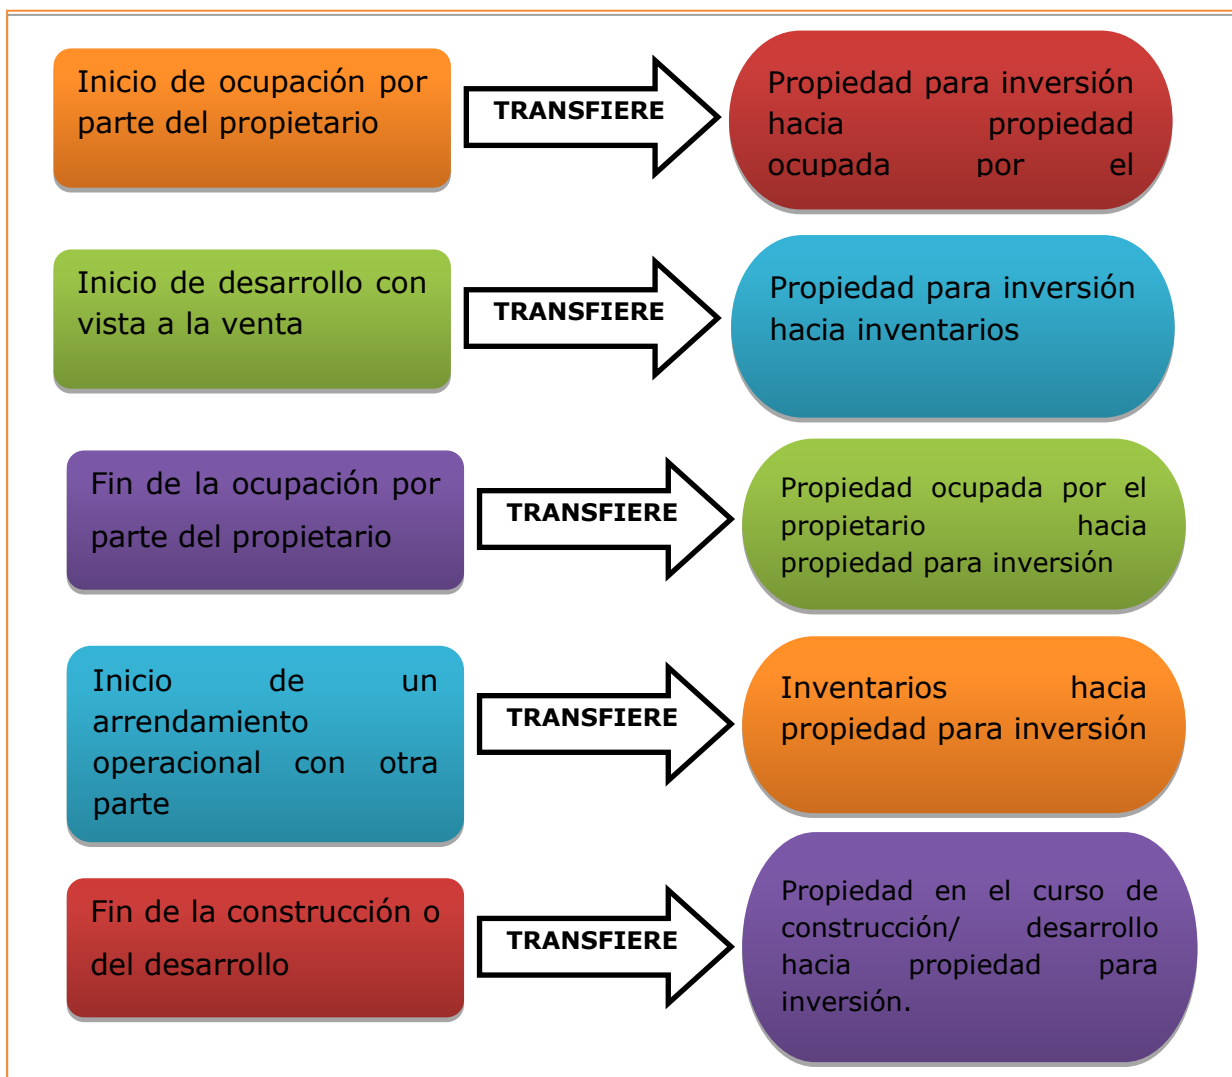 Inicio de ocupación por
parte del propietario
TRANSFIERE
Propiedad para inversión
hacia propiedad
ocupada por el
Inicio de desarrollo con
vista a la venta
TRANSFIERE
Propiedad para inversión
hacia inventarios
Fin de la ocupación por
parte del propietario
TRANSFIERE
Propiedad ocupada por el
propietario hacia
propiedad para inversión
Inicio de un
arrendamiento
operacional con otra
parte
TRANSFIERE
Inventarios hacia
propiedad para inversión
Fin de la construcción o
del desarrollo
TRANSFIERE
Propiedad en el curso de
construcción/ desarrollo
hacia propiedad para
inversión.